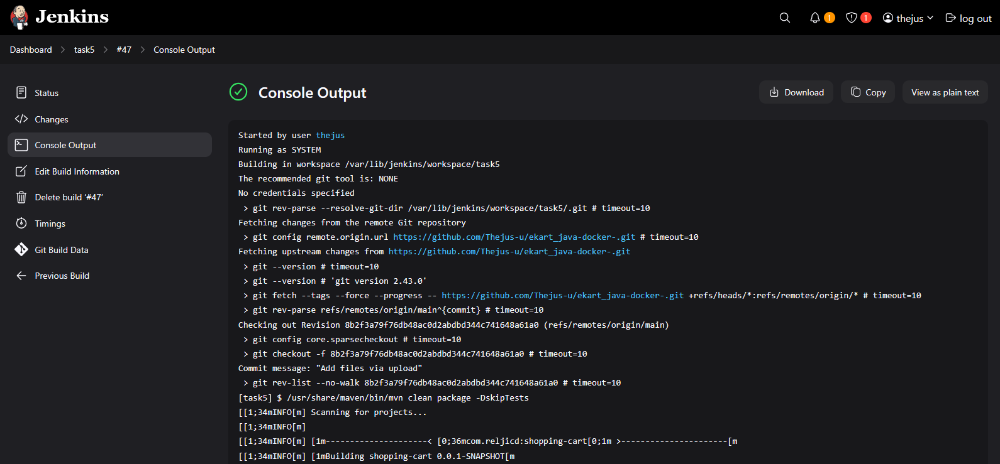 Jenkins
1
1
thejus
log out
Dashboard > task5 > #47 > Console Output
Status
Changes
Console Output
Edit Build Information
Delete build ‘#47’
Timings
Git Build Data
Previous Build
Console Output
Download
Copy
View as plain text
Started by user thejus
Running as SYSTEM
Building in workspace /var/lib/jenkins/workspace/task5
The recommended git tool is: NONE
No credentials specified
 > git rev-parse --resolve-git-dir /var/lib/jenkins/workspace/task5/.git # timeout=10
Fetching changes from the remote Git repository
 > git config remote.origin.url https://github.com/Thejus-u/ekart_java-docker-.git # timeout=10
Fetching upstream changes from https://github.com/Thejus-u/ekart_java-docker-.git
 > git --version # timeout=10
 > git --version # 'git version 2.43.0'
 > git fetch --tags --force --progress -- https://github.com/Thejus-u/ekart_java-docker-.git +refs/heads/*:refs/remotes/origin/* # timeout=10
 > git rev-parse refs/remotes/origin/main^{commit} # timeout=10
Checking out Revision 8b2f3a79f76db48ac0d2abdbd344c741648a61a0 (refs/remotes/origin/main)
 > git config core.sparsecheckout # timeout=10
 > git checkout -f 8b2f3a79f76db48ac0d2abdbd344c741648a61a0 # timeout=10
Commit message: "Add files via upload"
 > git rev-list --no-walk 8b2f3a79f76db48ac0d2abdbd344c741648a61a0 # timeout=10
[task5] $ /usr/share/maven/bin/mvn clean package -DskipTests
[[1;34mINFO[m] Scanning for projects...
[[1;34mINFO[m]
[[1;34mINFO[m] [1m---------------------< [0;36mcom.reljicd:shopping-cart[0;1m >----------------------[m
[[1;34mINFO[m] [1mBuilding shopping-cart 0.0.1-SNAPSHOT[m